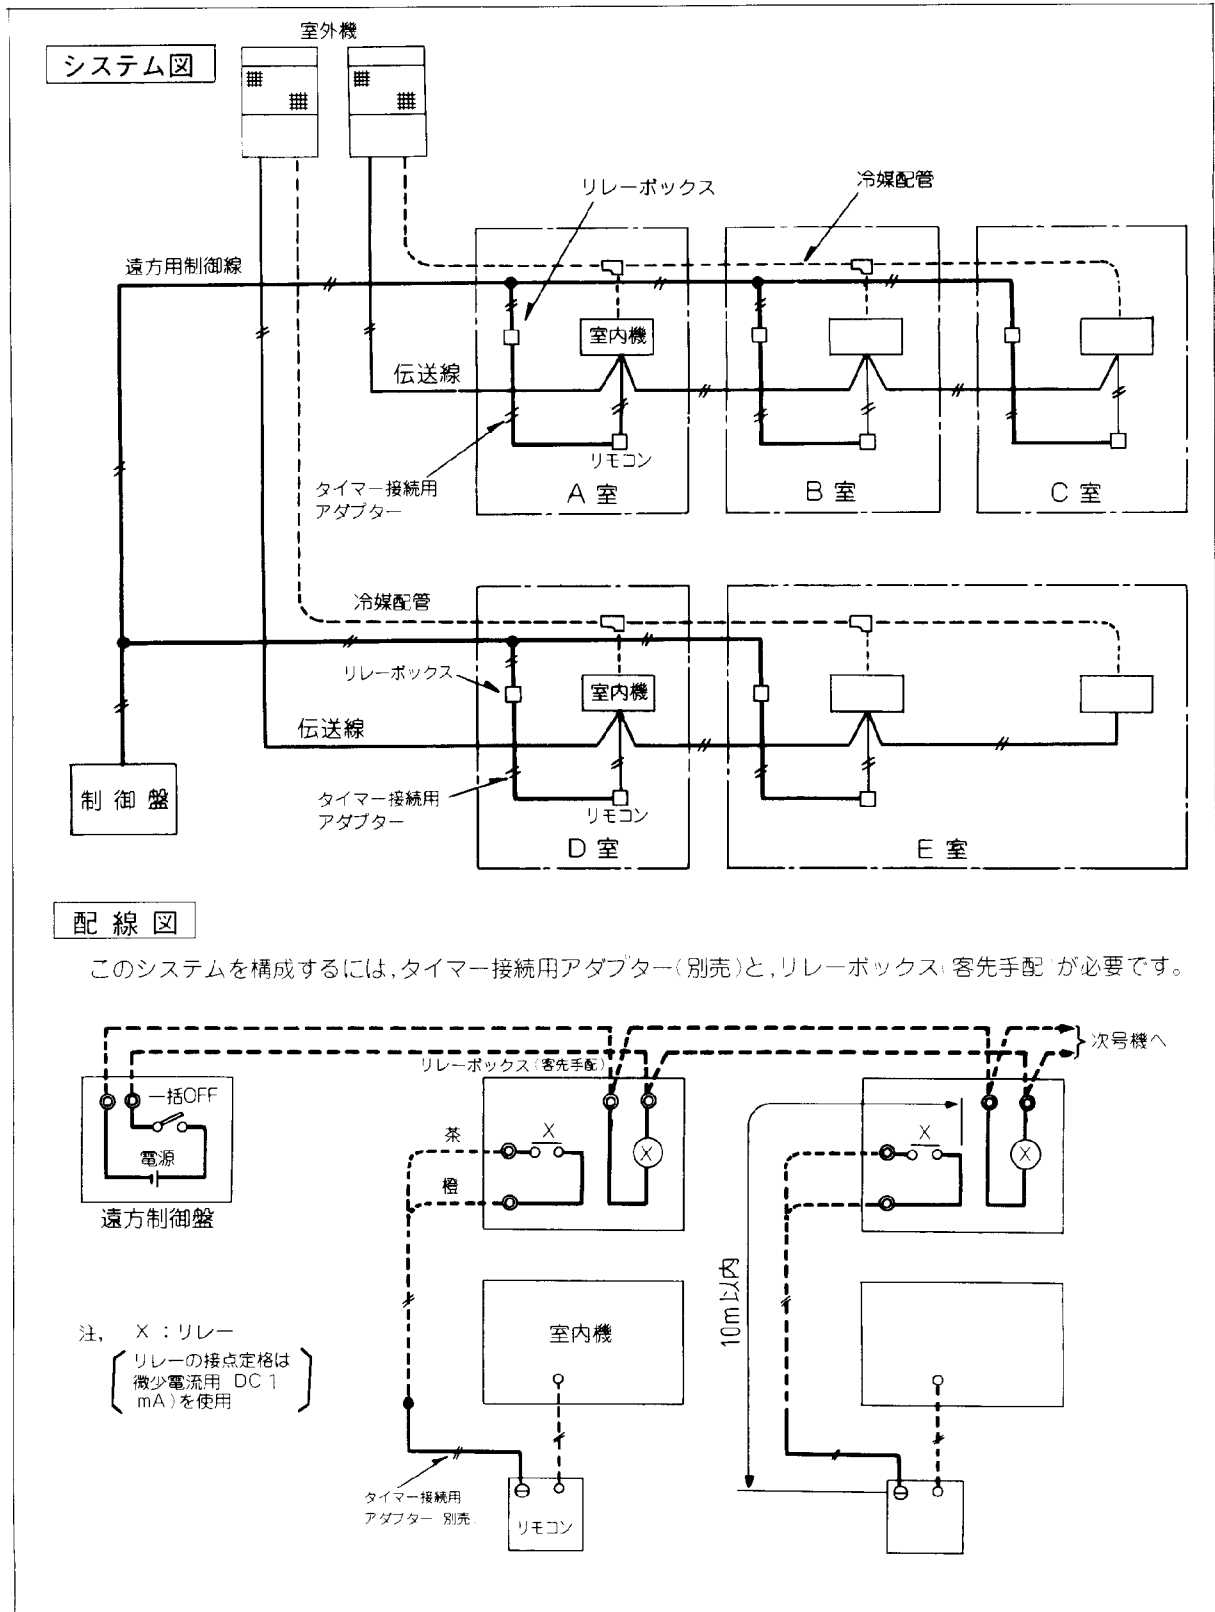 室外機
システム図
リレーボックス
冷媒配管
遠方用制御線
室内機
伝送線
リモコン
タイマー接続用
アダプター
A 室
B 室
C 室
冷媒配管
リレーボックス
室内機
伝送線
制御盤
タイマー接続用
アダプター
リモコン
D 室
E 室
配線図
このシステムを構成するには,タイマー接続用アダプター(別売)と,リレーボックス(客先手配)が必要です。
次号機へ
リレーボックス(客先手配)
一括OFF
電源
遠方制御盤
茶
橙
X
X
X
X
10m以内
室内機
注, X:リレー
リレーの接点定格は
微少電流用 DC 1
mA)を使用
タイマー接続用
アダプター 別売
リモコン